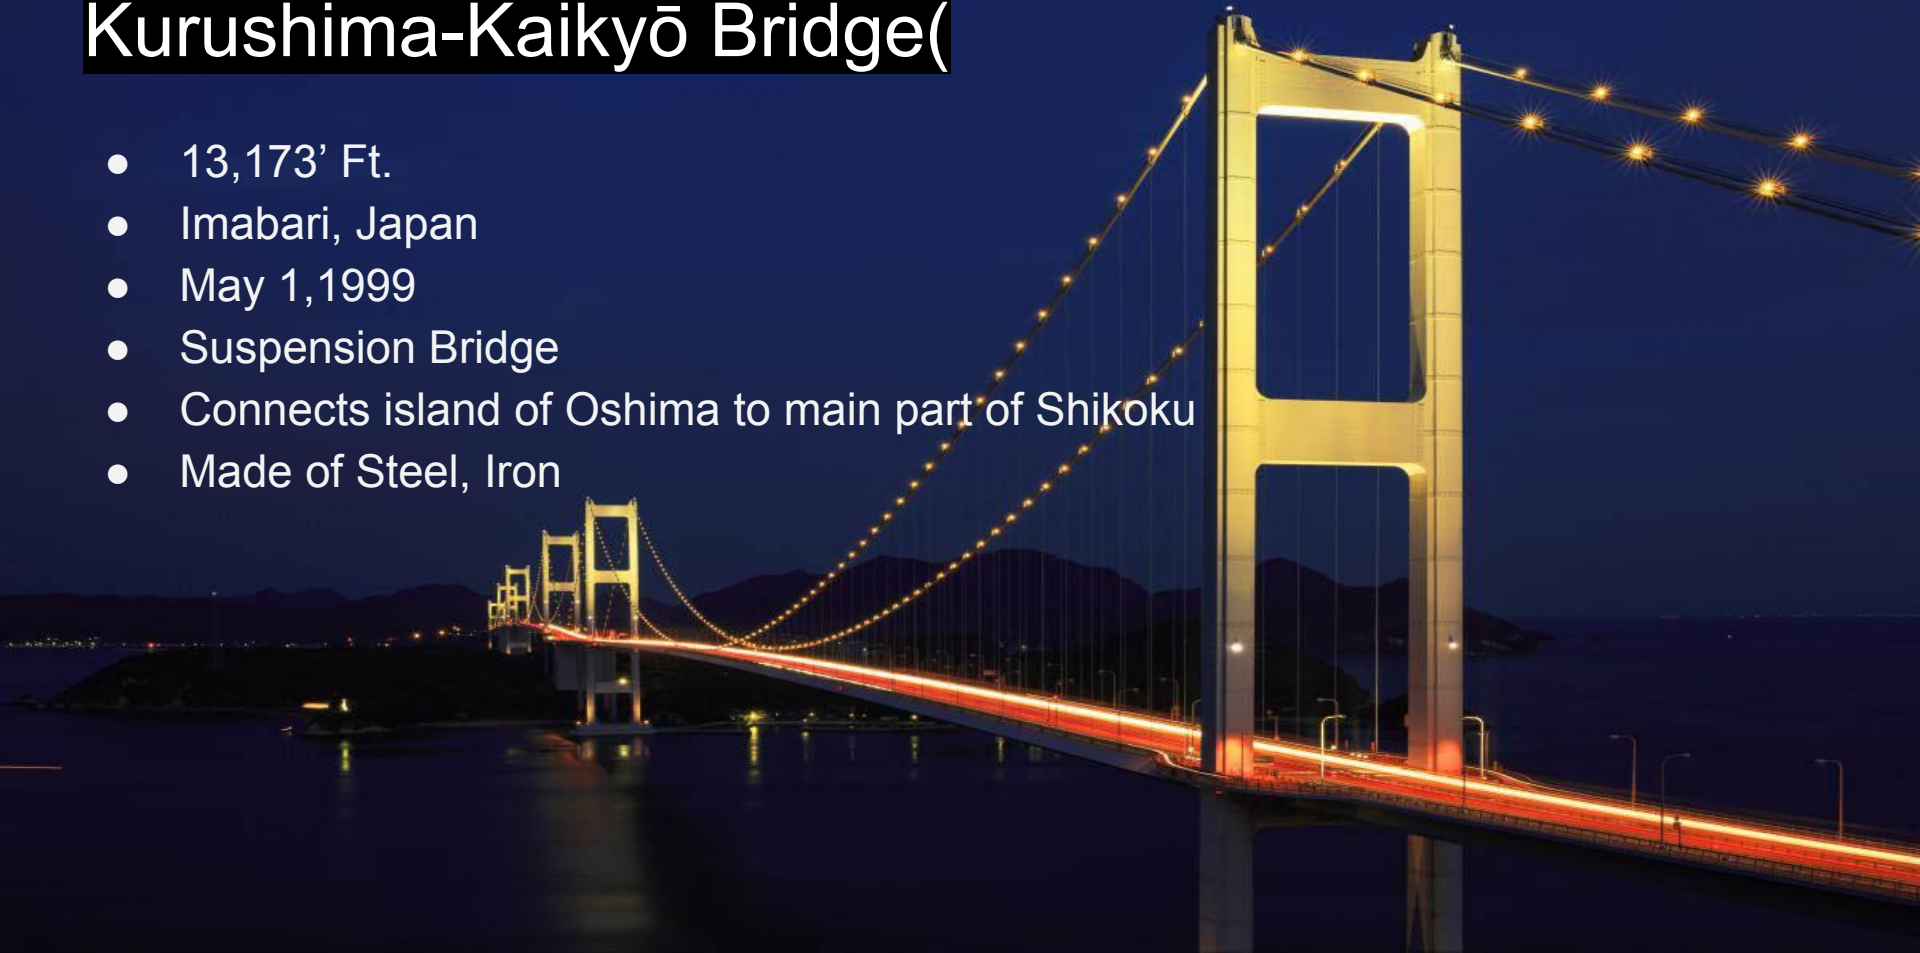 Kurushima-Kaikyō Bridge(
● 13,173’ Ft.
● Imabari, Japan
● May 1,1999
● Suspension Bridge
● Connects island of Oshima to main part of Shikoku
● Made of Steel, Iron